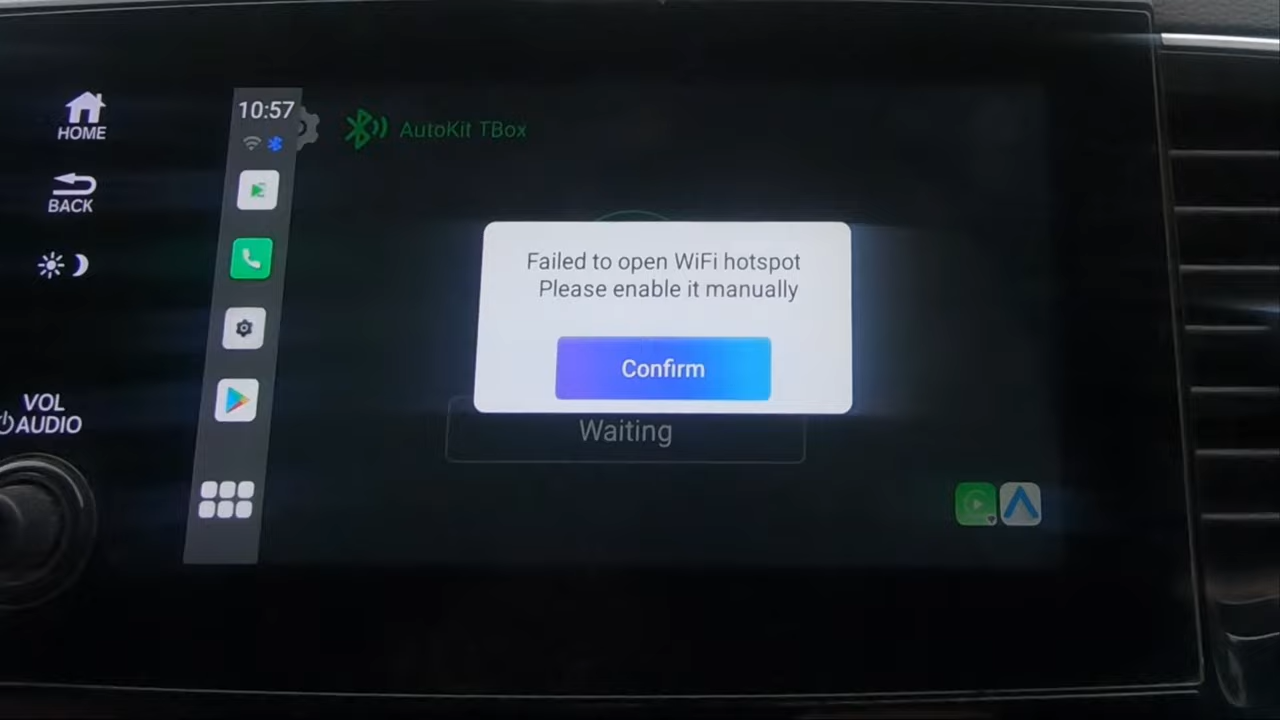 HOME
BACK
VOL
AUDIO
10:57
AutoKit TBox
Failed to open WiFi hotspot
Please enable it manually
Confirm
Waiting